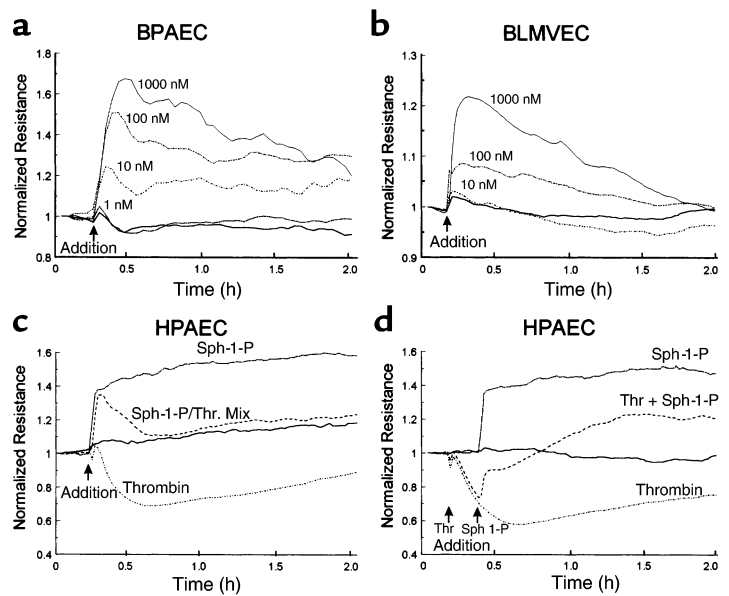 a
BPAEC
Normalized Resistance
1.8
1.6
1.4
1.2
1
0.8
1000 nM
100 nM
10 nM
1 nM
Addition
0
0.5
1.0
1.5
2.0
Time (h)
b
BLMVEC
Normalized Resistance
1.3
1.2
1.1
1.0
0.9
1000 nM
100 nM
10 nM
Addition
0
0.5
1.0
1.5
2.0
Time (h)
c
HPAEC
Normalized Resistance
1.6
1.4
1.2
1
0.8
0.6
0.4
Sph-1-P
Sph-1-P/Thr. Mix
Addition
Thrombin
0
0.5
1.0
1.5
2.0
Time (h)
d
HPAEC
Normalized Resistance
1.6
1.4
1.2
1
0.8
0.6
0.4
Sph-1-P
Thr + Sph-1-P
Thrombin
Thr Sph 1-P
Addition
0
0.5
1.0
1.5
2.0
Time (h)